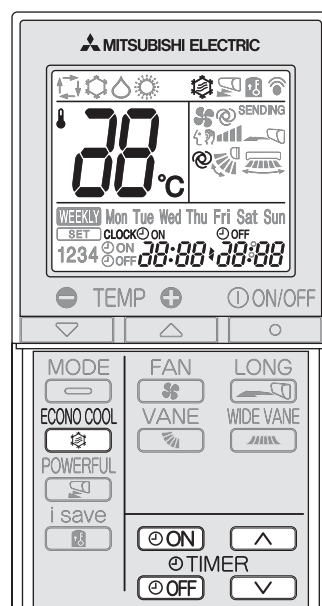 MITSUBISHI ELECTRIC
SENDING
88°C
WEEKLY Mon Tue Wed Thu Fri Sat Sun
SET CLOCK ON OFF
1234 ON OFF 88:88 88:88
TEMP ON/OFF
MODE FAN LONG
ECONO COOL VANE WIDE VANE
POWERFUL
i save
ON
TIMER
OFF